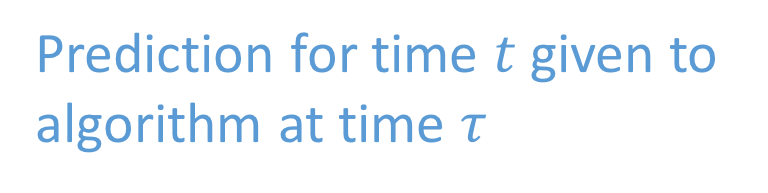 Prediction for time 𝑡 given to
algorithm at time 𝜏